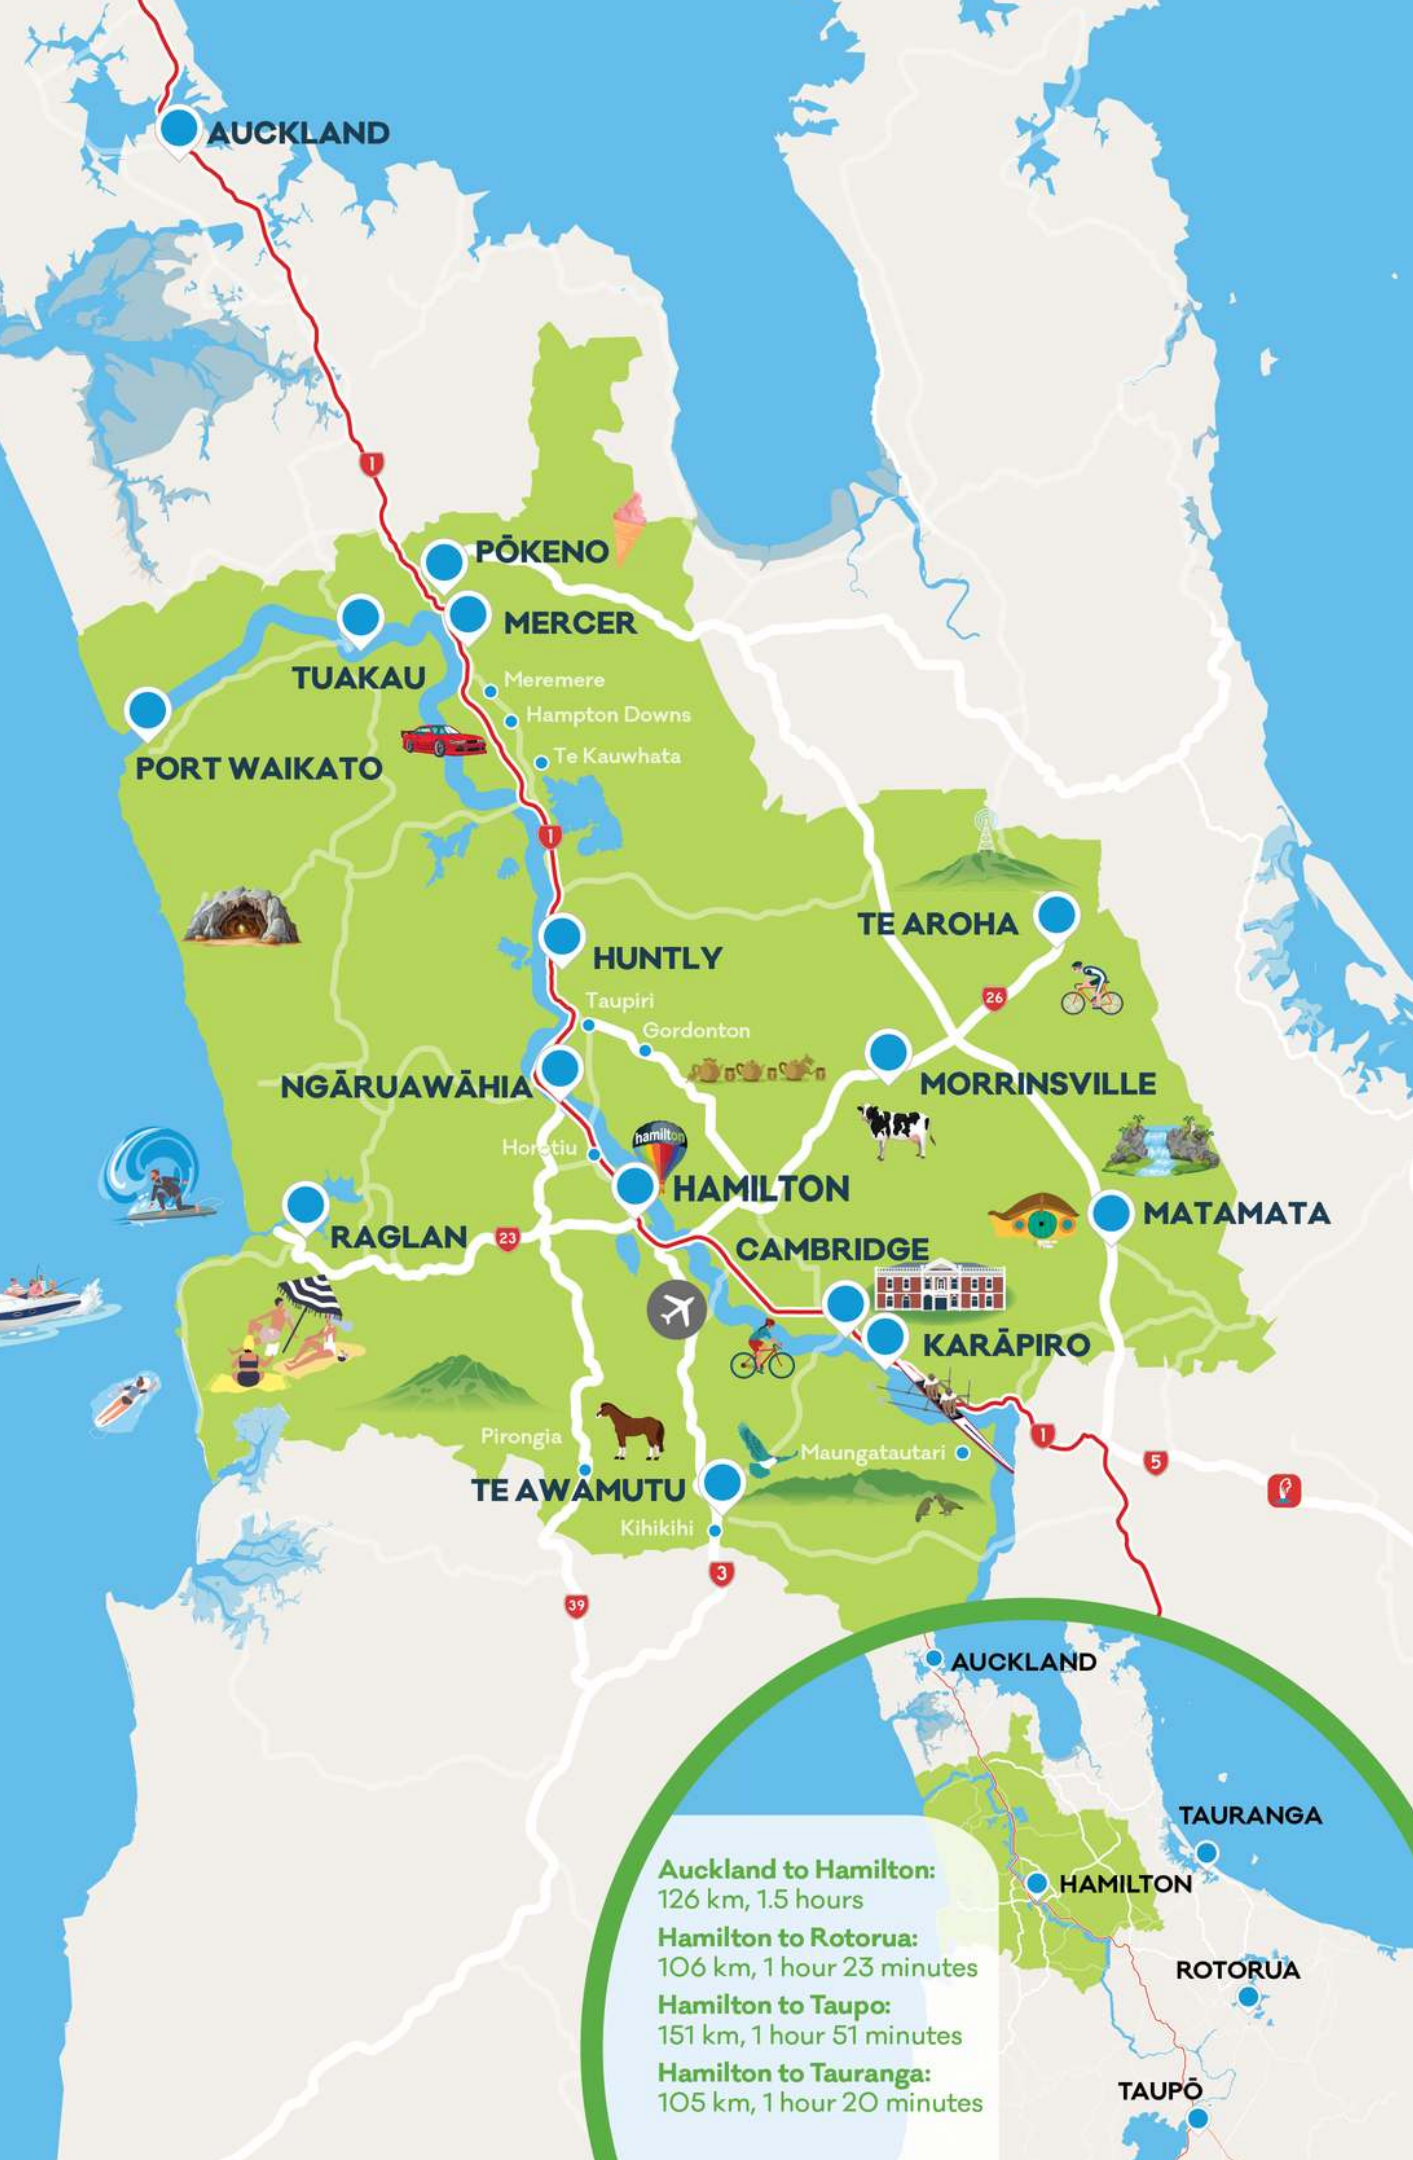 AUCKLAND
1
PŌKENO
MERCER
TUAKAU
Meremere
Hampton Downs
Te Kauwhata
PORT WAIKATO
1
TE AROHA
HUNTLY
26
Taupiri
Gordonton
NGĀRUAWĀHIA
MORRINSVILLE
hamilton
Horotiu
HAMILTON
MATAMATA
RAGLAN
23
CAMBRIDGE
KARĀPIRO
Pirongia
1
Maungatautari
5
TE AWAMUTU
Kihikihi
3
39
AUCKLAND
TAURANGA
HAMILTON
ROTORUA
TAUPŌ
Auckland to Hamilton:
126 km, 1.5 hours
Hamilton to Rotorua:
106 km, 1 hour 23 minutes
Hamilton to Taupo:
151 km, 1 hour 51 minutes
Hamilton to Tauranga:
105 km, 1 hour 20 minutes